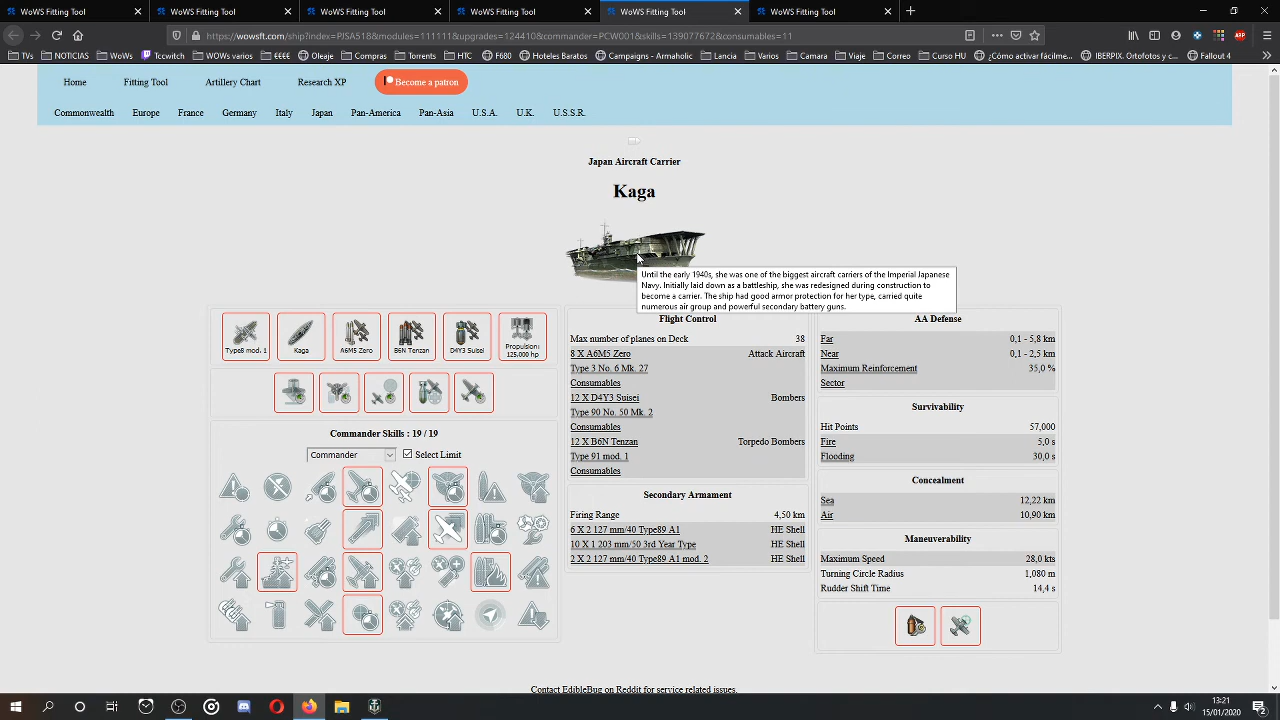 WoWS Fitting Tool
WoWS Fitting Tool
WoWS Fitting Tool
WoWS Fitting Tool
WoWS Fitting Tool
WoWS Fitting Tool
https://wowsft.com/ship?index=PJSA518&modules=111111&upgrades=124410&commander=PCW001&skills=139077672&consumables=11
TVs
NOTICIAS
WoWs
Tccwitch
WOWs varios
€€€€
Oleaje
Compras
Torrents
HTC
F680
Hoteles Baratos
Campings - Armarholic
Lancia
Varios
Camara
Viaje
Correo
Curso HU
¿Cómo activar fácilme...
IBERPIX. Ortofotos y c...
Fallout 4
Home
Fitting Tool
Artillery Chart
Research XP
Become a patron
Commonwealth
Europe
France
Germany
Italy
Japan
Pan-America
Pan-Asia
U.S.A.
U.K.
U.S.S.R.
Japan Aircraft Carrier
Kaga
Until the early 1940s, she was one of the biggest aircraft carriers of the Imperial Japanese
Navy. Initially laid down as a battleship, she was redesigned during construction to
become a carrier. The ship had good armor protection for her type, carried quite
numerous air group and powerful secondary battery guns.
Type8 mod. 1
Kaga
A6M5 Zero
B6N Tenzan
D4Y3 Suisei
Propulsion:
125,000 hp
Commander Skills : 19 / 19
Commander
Select Limit
Flight Control
Max number of planes on Deck 38
8 X A6M5 Zero Attack Aircraft
Type 3 No. 6 Mk. 27
Consumables
12 X D4Y3 Suisei Bombers
Type 90 No. 50 Mk. 2
Consumables
12 X B6N Tenzan Torpedo Bombers
Type 91 mod. 1
Consumables
Secondary Armament
Firing Range 4,50 km
6 X 2 127 mm/40 Type89 A1 HE Shell
10 X 1 203 mm/50 3rd Year Type HE Shell
2 X 2 127 mm/40 Type89 A1 mod. 2 HE Shell
AA Defense
Far 0,1 - 5,8 km
Near 0,1 - 2,5 km
Maximum Reinforcement 35,0 %
Sector
Survivability
Hit Points 57,000
Fire 5,0 s
Flooding 30,0 s
Concealment
Sea 12,22 km
Air 10,90 km
Maneuverability
Maximum Speed 28,0 kts
Turning Circle Radius 1,080 m
Rudder Shift Time 14,4 s
Contact EdibleBug on Reddit for service related issues.
13:21
15/01/2020
2